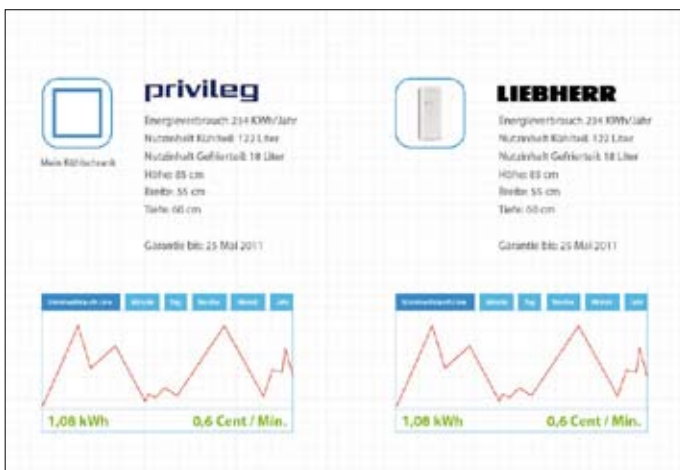 privileg
Energieverbrauch 234 KWh/Jahr
Nutzinhalt Kühlteil: 122 Liter
Nutzinhalt Gefrierteil: 18 Liter
Höhe: 85 cm
Breite: 55 cm
Tiefe: 60 cm
Garantie bis: 25 Mai 2011
Mein Kühlschrank
LIEBHERR
Energieverbrauch 234 KWh/Jahr
Nutzinhalt Kühlteil: 122 Liter
Nutzinhalt Gefrierteil: 18 Liter
Höhe: 85 cm
Breite: 55 cm
Tiefe: 60 cm
Garantie bis: 25 Mai 2011
Tag Woche Monat Jahr
1,08 kWh 0,6 Cent / Min.
Tag Woche Monat Jahr
1,08 kWh 0,6 Cent / Min.